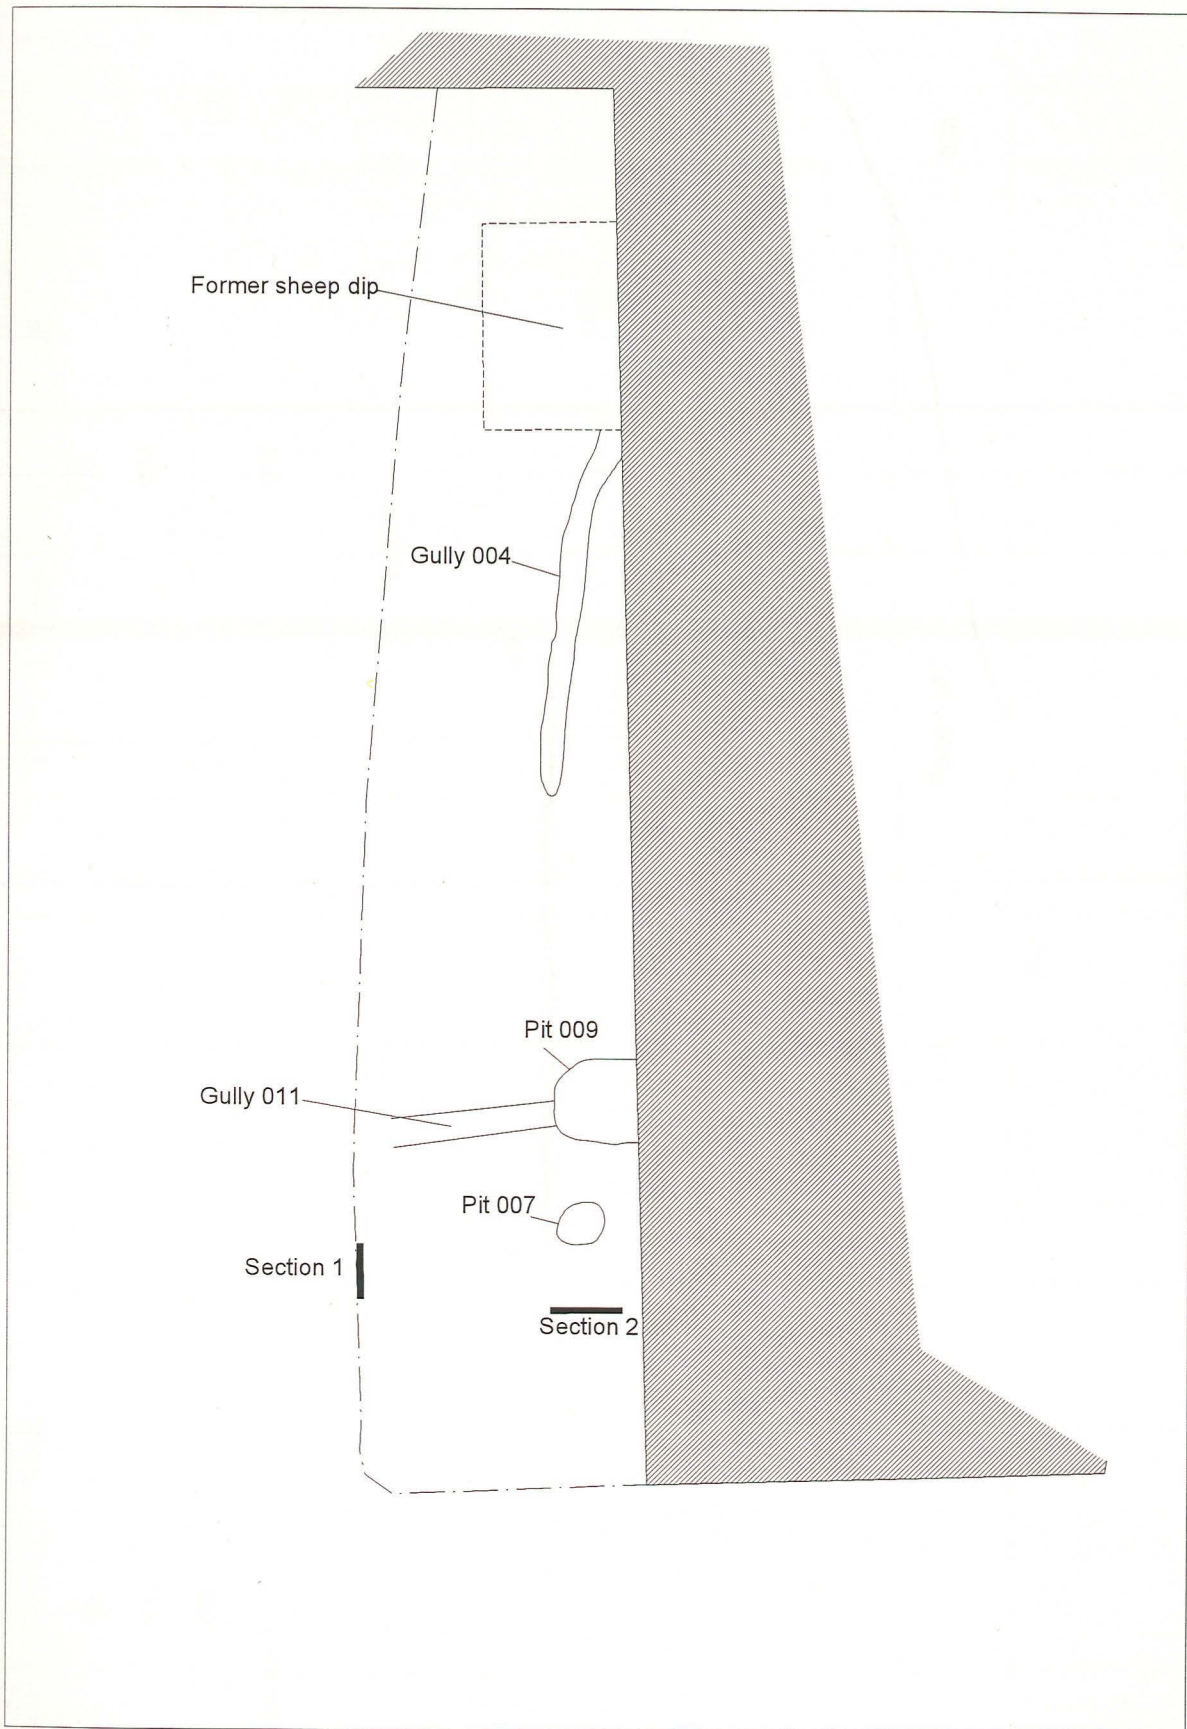 Former sheep dip
Gully 004
Pit 009
Gully 011
Pit 007
Section 1
Section 2